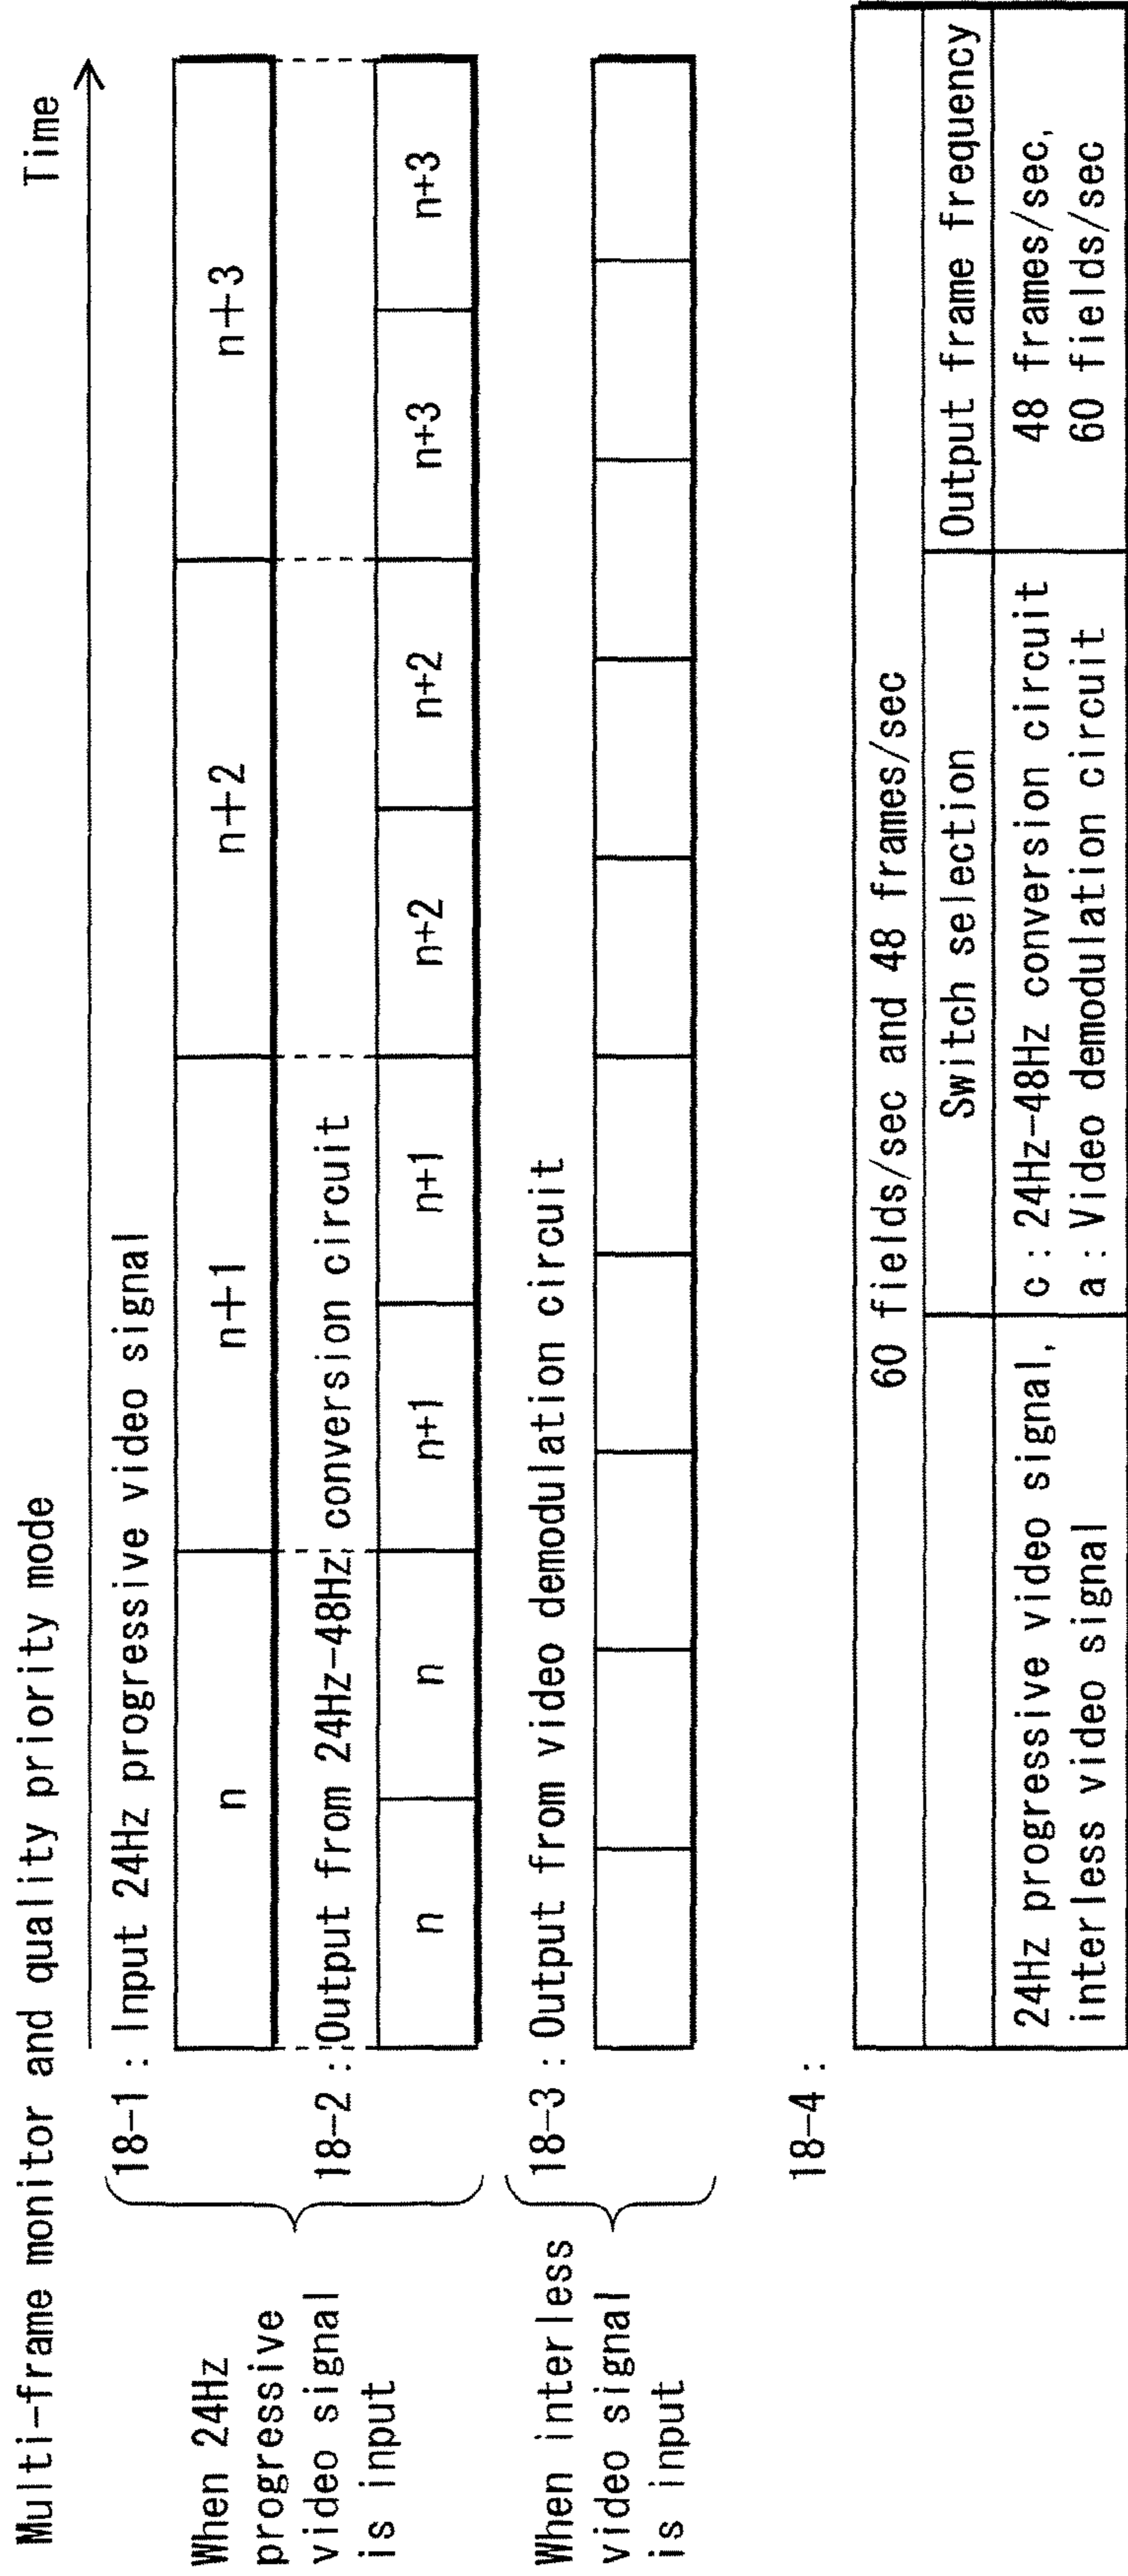 Multi-frame monitor and quality priority mode
Time
When 24Hz
progressive
video signal
is input
18-1 : Input 24Hz progressive video signal
n
n+1
n+2
n+3
18-2 : Output from 24Hz-48Hz conversion circuit
n
n
n+1
n+1
n+2
n+2
n+3
n+3
When interless
video signal
is input
18-3 : Output from video demodulation circuit
18-4 :
60 fields/sec and 48 frames/sec
Switch selection
Output frame frequency
24Hz progressive video signal,
interless video signal
c : 24Hz-48Hz conversion circuit
a : Video demodulation circuit
48 frames/sec,
60 fields/sec